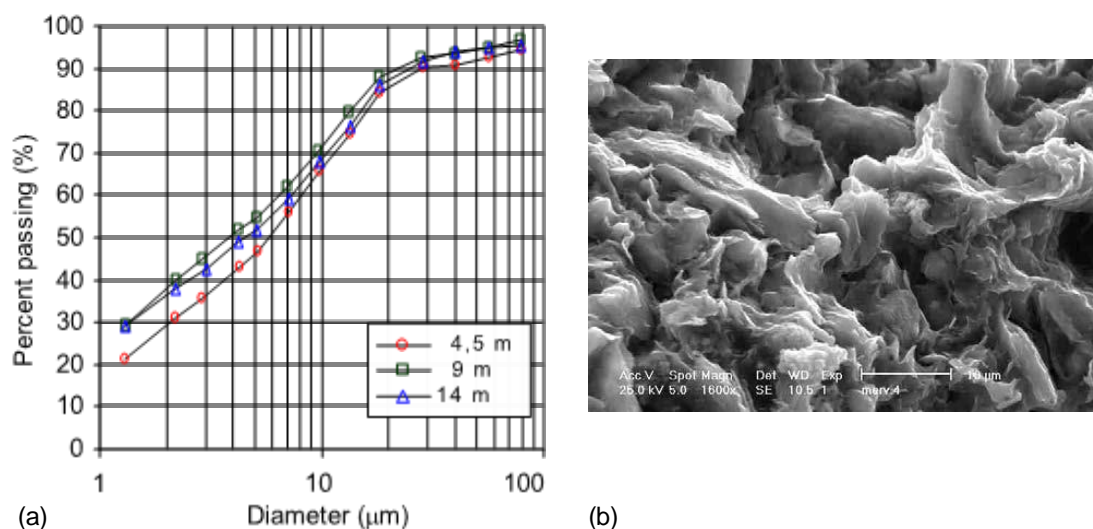 100
90
80
70
60
50
40
30
20
10
0
Percent passing (%)
4,5 m
9 m
14 m
1 10 100
Diameter (μm)
(a)
Acc.V Spot Magn Det WD Exp
25.0 kV 5.0 1600x SE 10.5 1 merv.4
10 μm
(b)